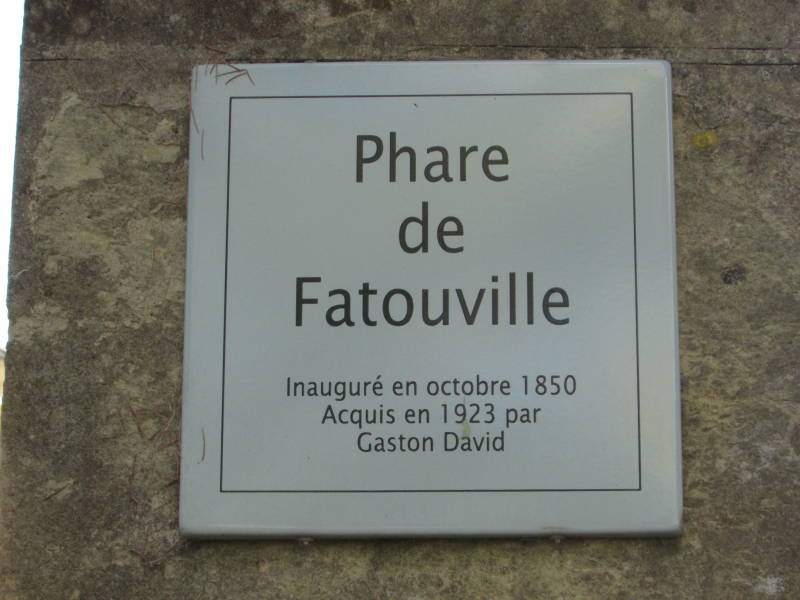 Phare
de
Fatouville
Inauguré en octobre 1850
Acquis en 1923 par
Gaston David